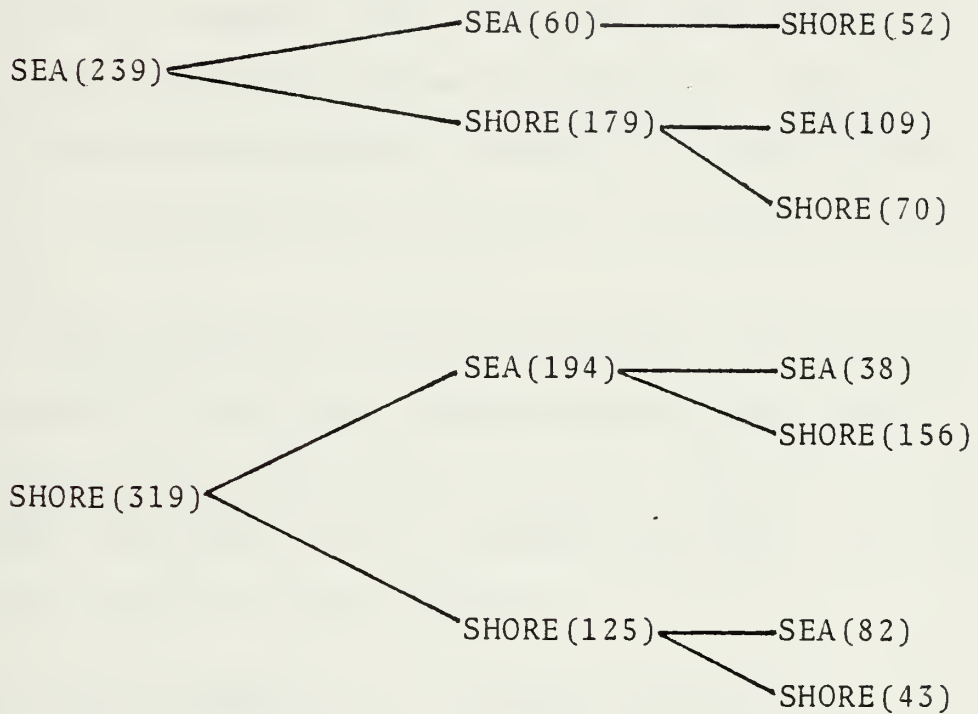 SEA(60) SHORE(52)
SEA(239)
SHORE(179) SEA(109)
SHORE(70)
SEA(194) SEA(38)
SHORE(156)
SHORE(319)
SHORE(125) SEA(82)
SHORE(43)